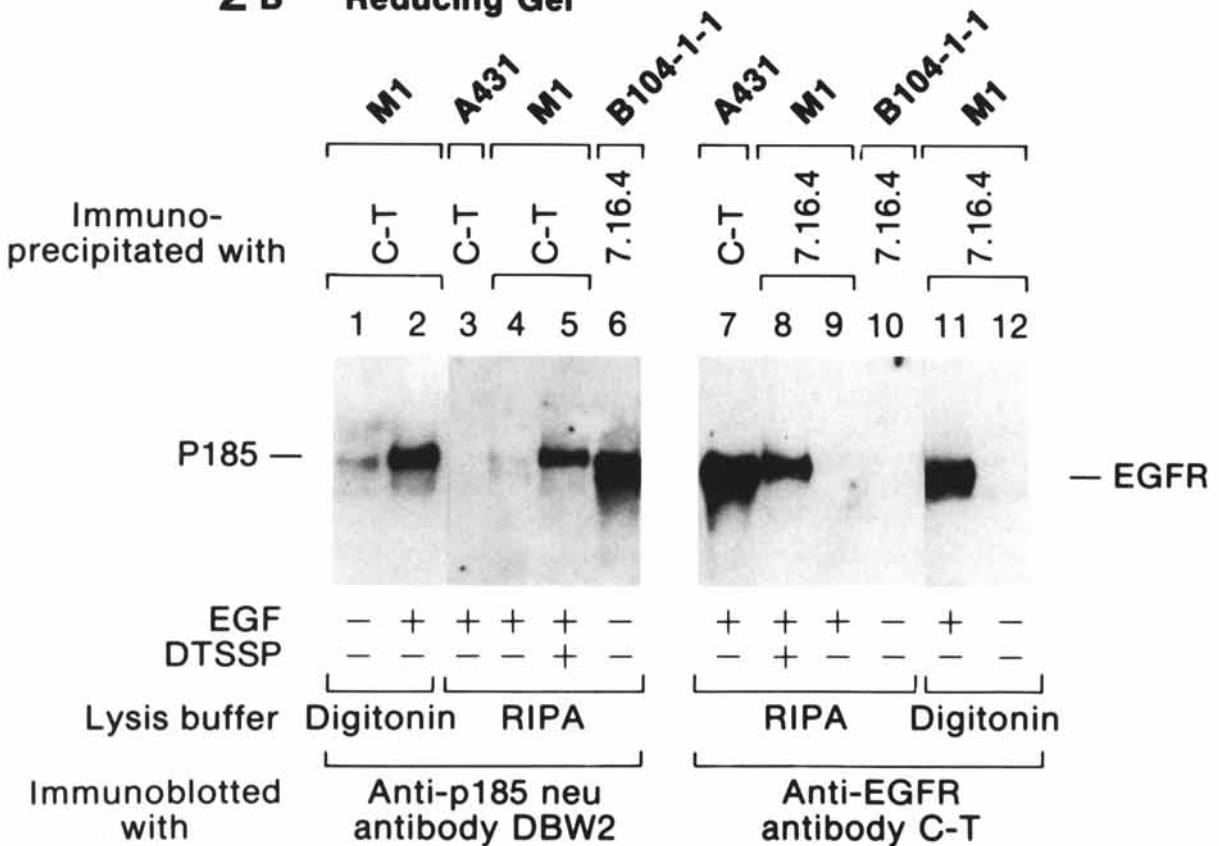 2 B Reducing Gel
M1 A431 M1 B104-1-1 A431 M1 B104-1-1 M1
Immuno-
precipitated with
C-T C-T C-T 7.16.4 C-T 7.16.4 7.16.4 7.16.4
1 2 3 4 5 6 7 8 9 10 11 12
P185 — — EGFR
EGF − + + + + − + + + − + −
DTSSP − − − − + − − + − − − −
Lysis buffer Digitonin RIPA RIPA Digitonin
Immunoblotted
with
Anti-p185 neu
antibody DBW2
Anti-EGFR
antibody C-T